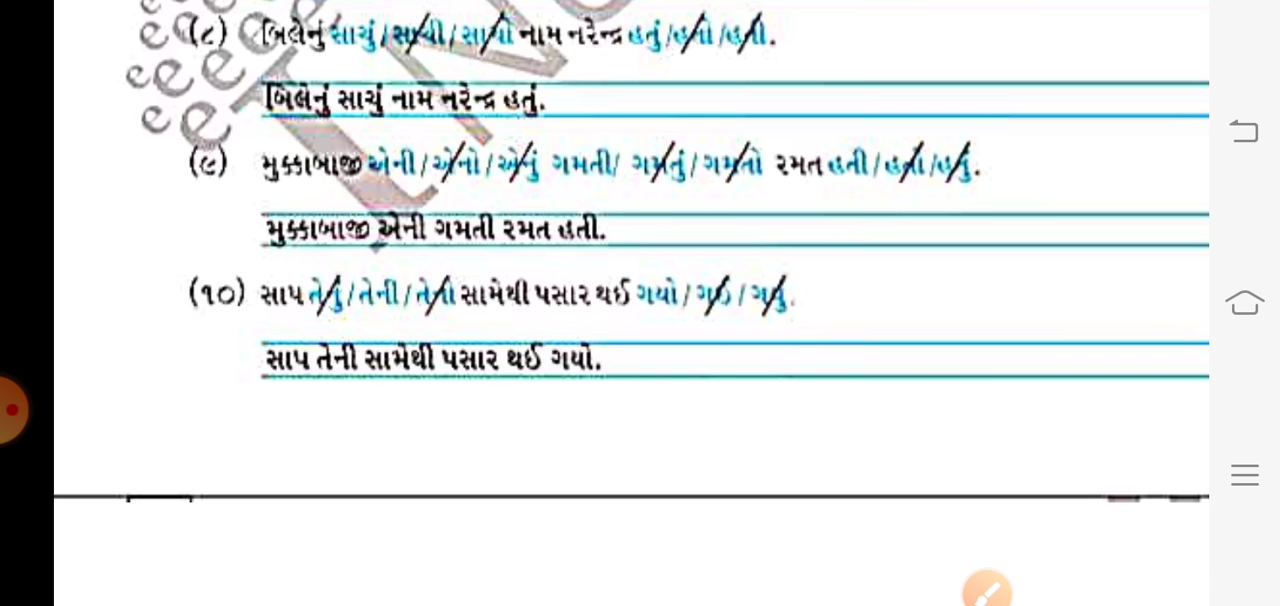 (૮) બિલેનું સાચું/સાચી/સાચો નામ નરેન્દ્ર હતું/હતો/હતી.
બિલેનું સાચું નામ નરેન્દ્ર હતું.
(૯) મુક્કાબાજી એની/એનો/એનું ગમતી/ ગમતું/ગમતો રમત હતી/હતો/હતું.
મુક્કાબાજી એની ગમતી રમત હતી.
(૧૦) સાપ તેનું/તેની/તેનો સામેથી પસાર થઈ ગયો/ગઈ/ગયું.
સાપ તેની સામેથી પસાર થઈ ગયો.